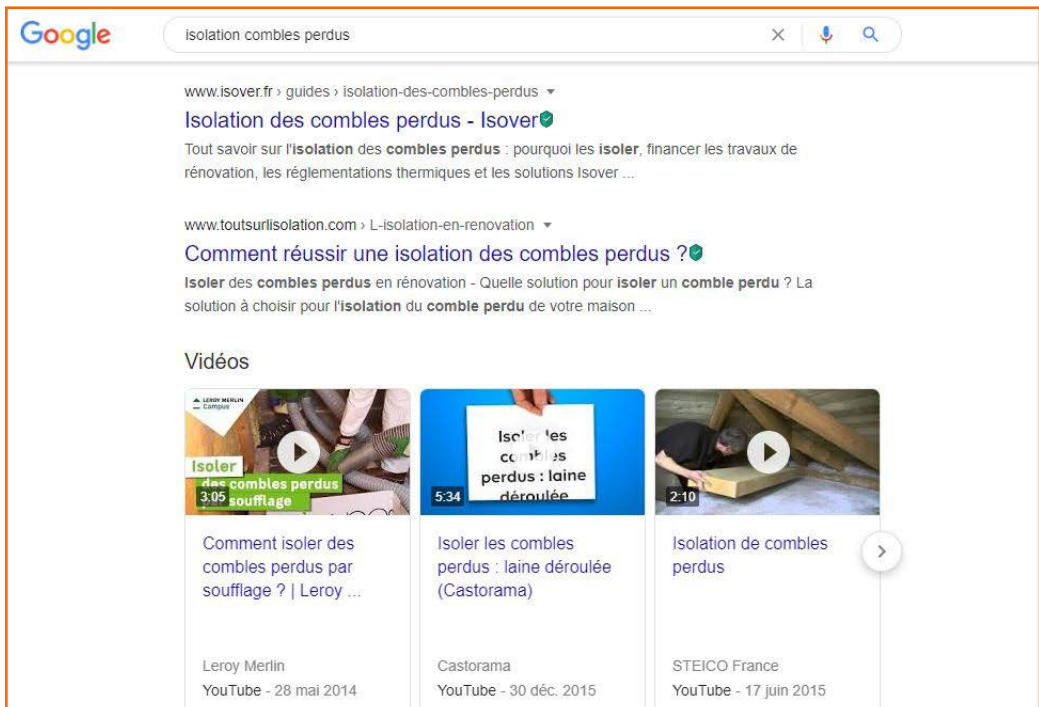 Google
isolation combles perdus
www.isover.fr › guides › isolation-des-combles-perdus
Isolation des combles perdus - Isover
Tout savoir sur l'isolation des combles perdus : pourquoi les isoler, financer les travaux de
rénovation, les réglementations thermiques et les solutions Isover ...
www.toutsurlisolation.com › L-isolation-en-renovation
Comment réussir une isolation des combles perdus ?
Isoler des combles perdus en rénovation - Quelle solution pour isoler un comble perdu ? La
solution à choisir pour l'isolation du comble perdu de votre maison ...
Vidéos
LEROY MERLIN
Campus
Isoler
des combles perdus
soufflage
3:05
Isoler les
combles
perdus : laine
déroulée
5:34
2:10
Comment isoler des
combles perdus par
soufflage ? | Leroy ...
Leroy Merlin
YouTube - 28 mai 2014
Isoler les combles
perdus : laine déroulée
(Castorama)
Castorama
YouTube - 30 déc. 2015
Isolation de combles
perdus
STEICO France
YouTube - 17 juin 2015